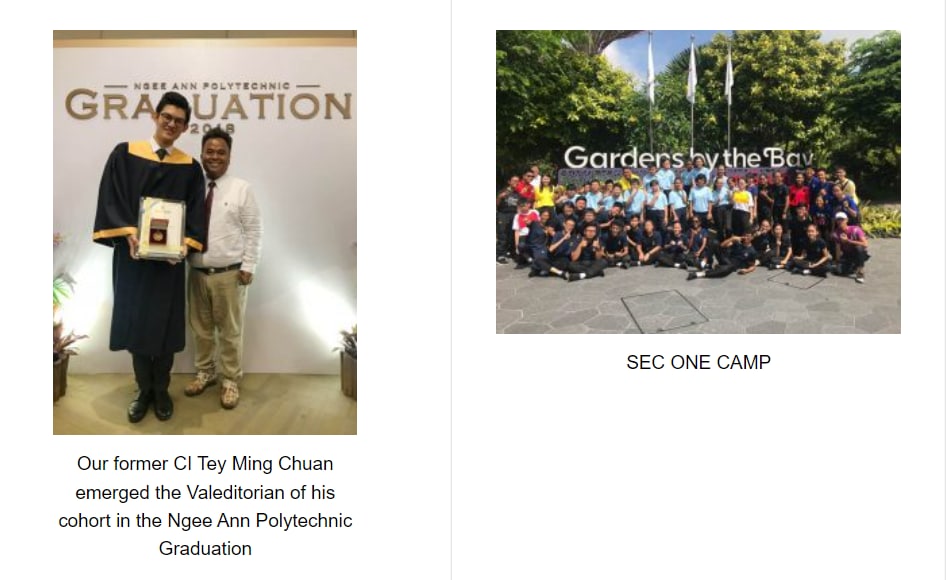 NGEE ANN POLYTECHNIC
GRADUATION
2018
Our former CI Tey Ming Chuan
emerged the Valeditorian of his
cohort in the Ngee Ann Polytechnic
Graduation
Gardens by the Bay
SEC ONE CAMP